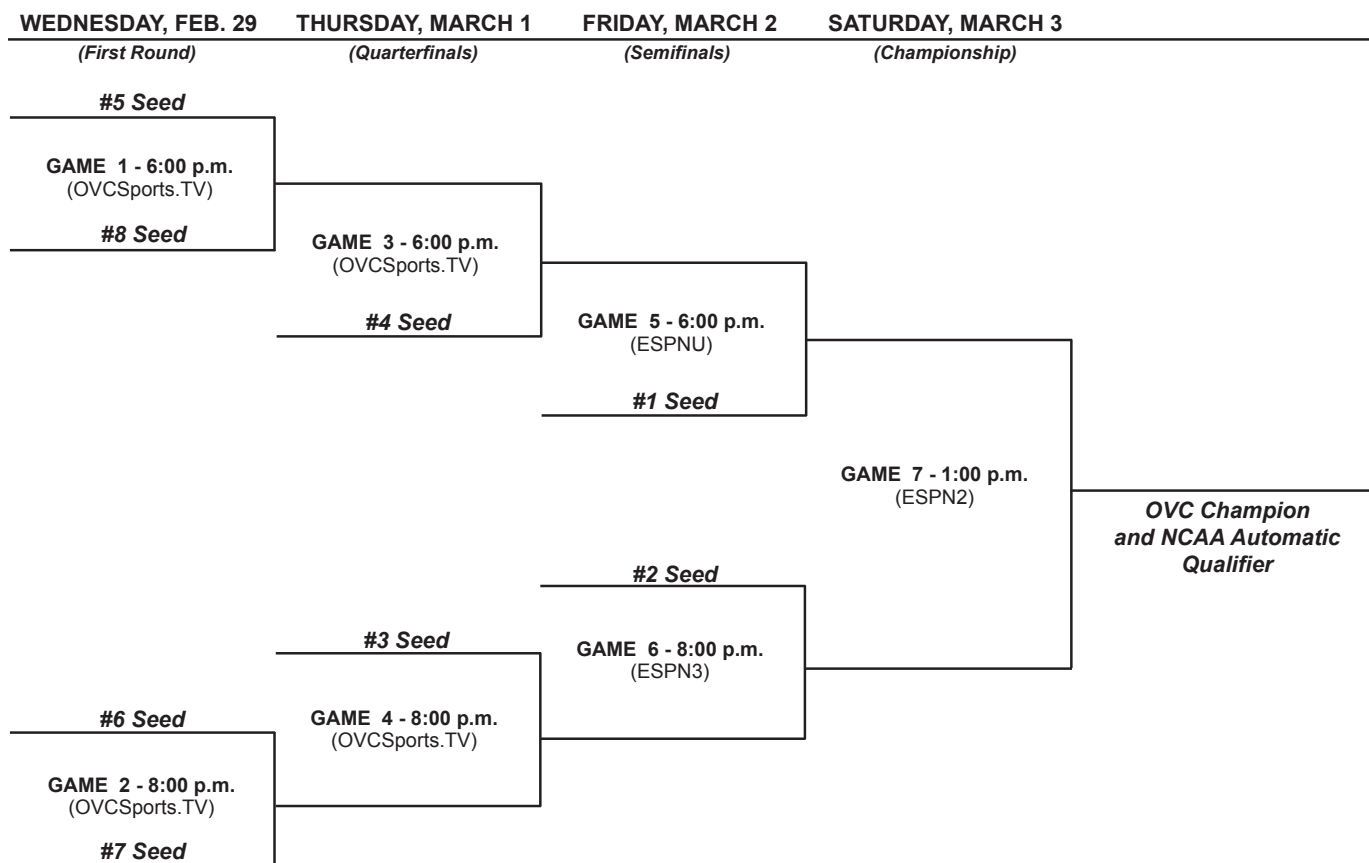 WEDNESDAY, FEB. 29 THURSDAY, MARCH 1 FRIDAY, MARCH 2 SATURDAY, MARCH 3
(First Round) (Quarterfinals) (Semifinals) (Championship)
#5 Seed
GAME 1 - 6:00 p.m.
(OVCSports.TV)
#8 Seed
GAME 3 - 6:00 p.m.
(OVCSports.TV)
#4 Seed
GAME 5 - 6:00 p.m.
(ESPNU)
#1 Seed
GAME 7 - 1:00 p.m.
(ESPN2)
OVC Champion
and NCAA Automatic
Qualifier
#2 Seed
#3 Seed
GAME 6 - 8:00 p.m.
(ESPN3)
#6 Seed
GAME 4 - 8:00 p.m.
(OVCSports.TV)
GAME 2 - 8:00 p.m.
(OVCSports.TV)
#7 Seed